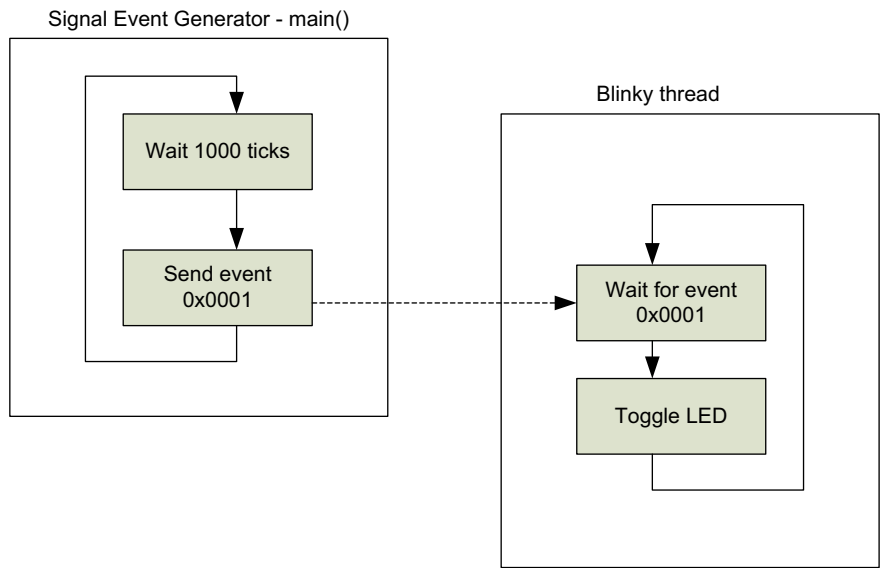 Signal Event Generator - main()
Wait 1000 ticks
Send event
0x0001
Blinky thread
Wait for event
0x0001
Toggle LED